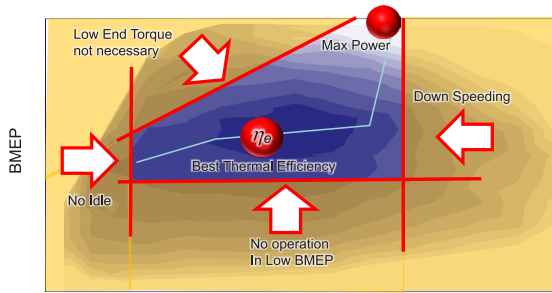 Low End Torque
not necessary
Max Power
Down Speeding
BMEP
ηe
Best Thermal Efficiency
No Idle
No operation
In Low BMEP